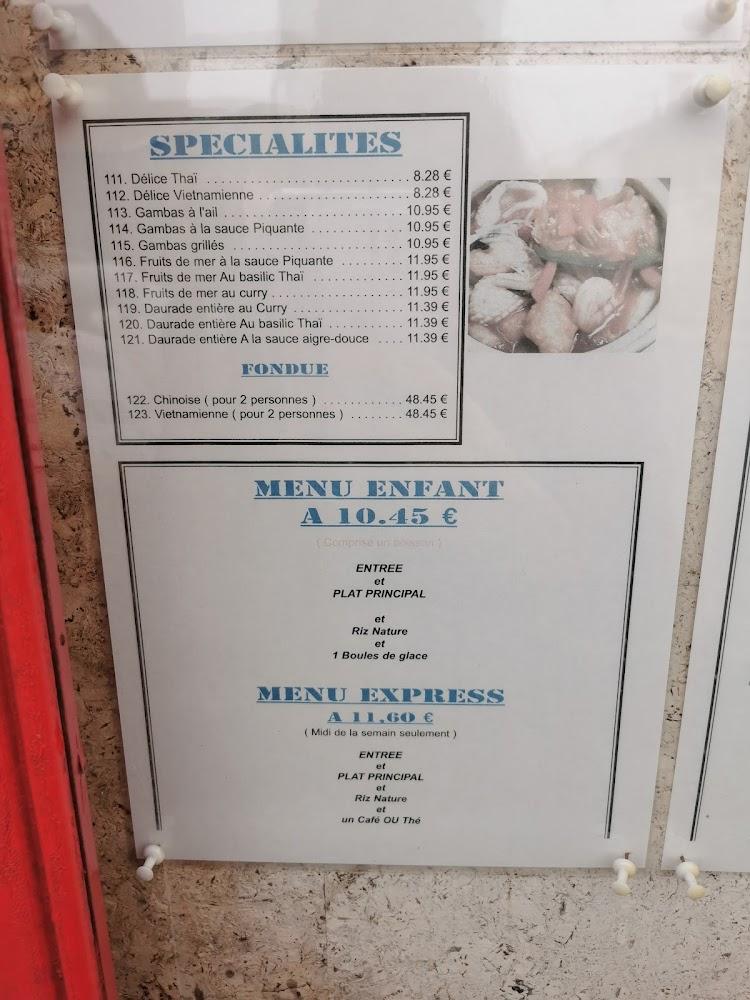 SPECIALITES
111. Délice Thaï .................... 8.28 €
112. Délice Vietnamienne .................... 8.28 €
113. Gambas à l'ail .................... 10.95 €
114. Gambas à la sauce Piquante .................... 10.95 €
115. Gambas grillés .................... 10.95 €
116. Fruits de mer à la sauce Piquante .......... 11.95 €
117. Fruits de mer Au basilic Thaï .................... 11.95 €
118. Fruits de mer au curry .................... 11.95 €
119. Daurade entière au Curry .................... 11.39 €
120. Daurade entière Au basilic Thaï ........... 11.39 €
121. Daurade entière A la sauce aigre-douce .... 11.39 €
FONDUE
122. Chinoise ( pour 2 personnes ) ............ 48.45 €
123. Vietnamienne ( pour 2 personnes ) ........ 48.45 €
MENU ENFANT
A 10.45 €
( Comprise un boisson )
ENTREE
et
PLAT PRINCIPAL
et
Riz Nature
et
1 Boules de glace
MENU EXPRESS
A 11,60 €
( Midi de la semain seulement )
ENTREE
et
PLAT PRINCIPAL
et
Riz Nature
et
un Café OU Thé